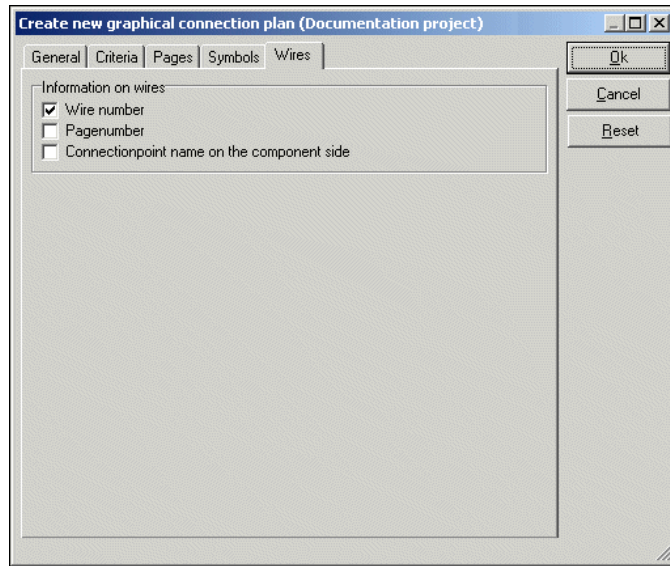 Create new graphical connection plan (Documentation project)
General Criteria Pages Symbols Wires
Ok
Cancel
Reset
Information on wires
Wire number
Pagenumber
Connectionpoint name on the component side